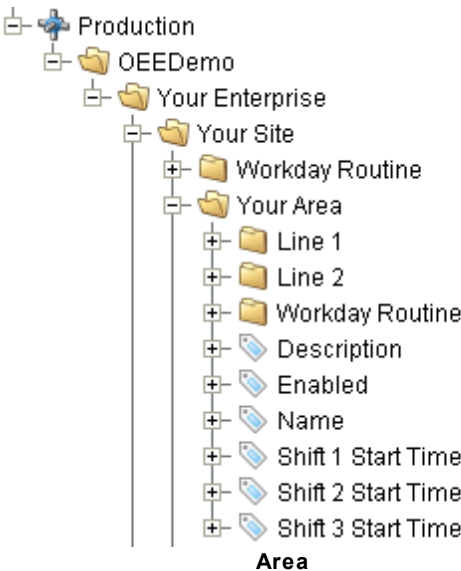 Production
OEEDemo
Your Enterprise
Your Site
Workday Routine
Your Area
Line 1
Line 2
Workday Routine
Description
Enabled
Name
Shift 1 Start Time
Shift 2 Start Time
Shift 3 Start Time
Area